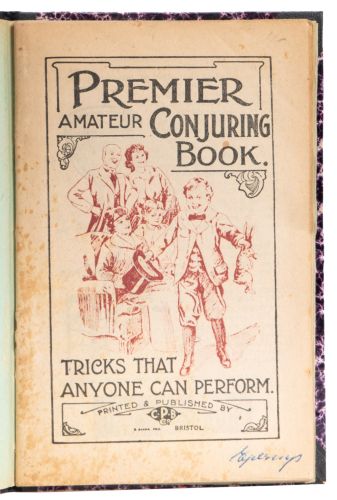 PREMIER
AMATEUR CONJURING
BOOK.
TRICKS THAT
ANYONE CAN PERFORM.
PRINTED & PUBLISHED BY
BRISTOL.